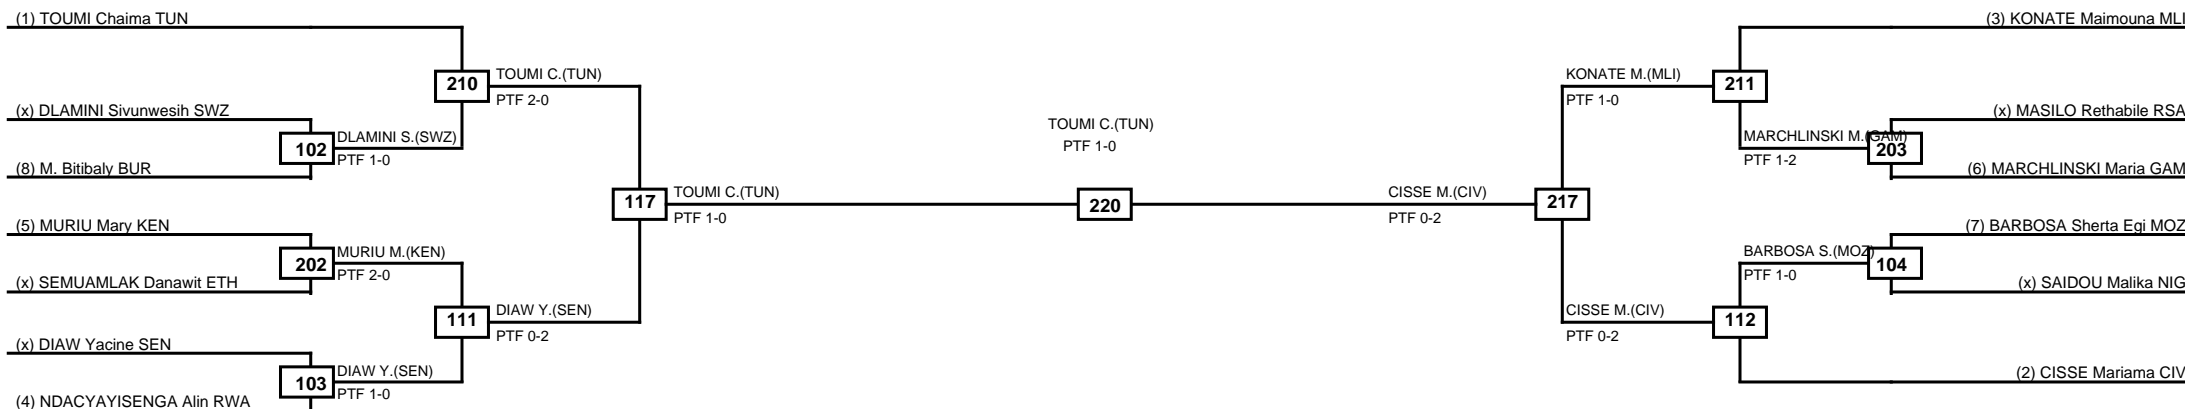 (1) TOUMI Chaima TUN
(x) DLAMINI Sivunwesih SWZ
(8) M. Bitibaly BUR
(5) MURIU Mary KEN
(x) SEMUAMLAK Danawit ETH
(x) DIAW Yacine SEN
(4) NDACYAYISENGA Alin RWA
102
DLAMINI S.(SWZ)
PTF 1-0
202
MURIU M.(KEN)
PTF 2-0
103
DIAW Y.(SEN)
PTF 1-0
210
TOUMI C.(TUN)
PTF 2-0
111
DIAW Y.(SEN)
PTF 0-2
117
TOUMI C.(TUN)
PTF 1-0
TOUMI C.(TUN)
PTF 1-0
220
CISSE M.(CIV)
PTF 0-2
217
KONATE M.(MLI)
PTF 1-0
211
CISSE M.(CIV)
PTF 0-2
112
MARCHLINSKI M.(GAM)
PTF 1-2
203
BARBOSA S.(MOZ)
PTF 1-0
104
(3) KONATE Maimouna MLI
(x) MASILO Rethabile RSA
(6) MARCHLINSKI Maria GAM
(7) BARBOSA Sherta Egi MOZ
(x) SAIDOU Malika NIG
(2) CISSE Mariama CIV